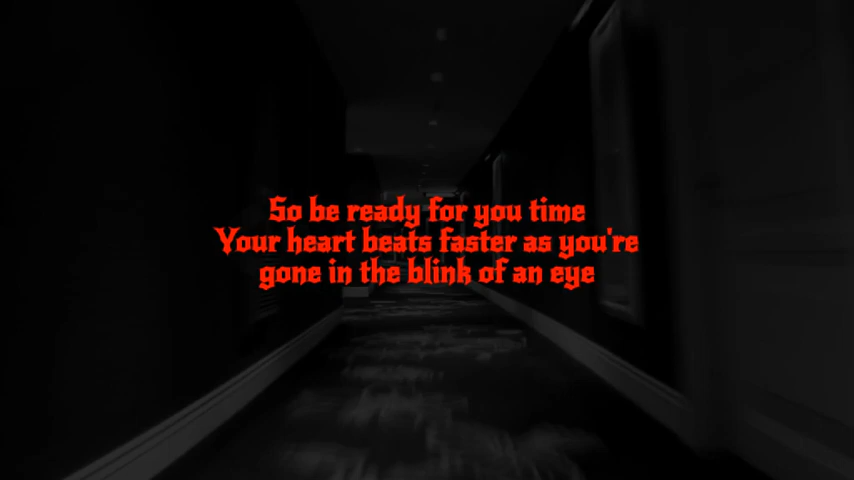 So be ready for you time
Your heart beats faster as you're
gone in the blink of an eye